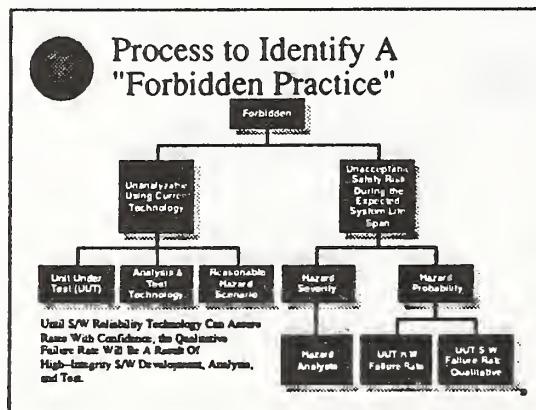 Process to Identify A
"Forbidden Practice"
Forbidden
Unanalyzable
Using Current
Technology
Unacceptable
Safety Risk
During the
Expected
System Life
Span
Unit Under
Test (UUT)
Analysis &
Test
Technology
Reasonable
Hazard
Scenario
Hazard
Severity
Hazard
Probability
Hazard
Analysis
UUT H/W
Failure Rate
UUT S/W
Failure Rate
Qualitative
Until S/W Reliability Technology Can Assure
Rates With Confidence, the Qualitative
Failure Rate Will Be A Result Of
High-Integrity S/W Development, Analysis,
and Test.